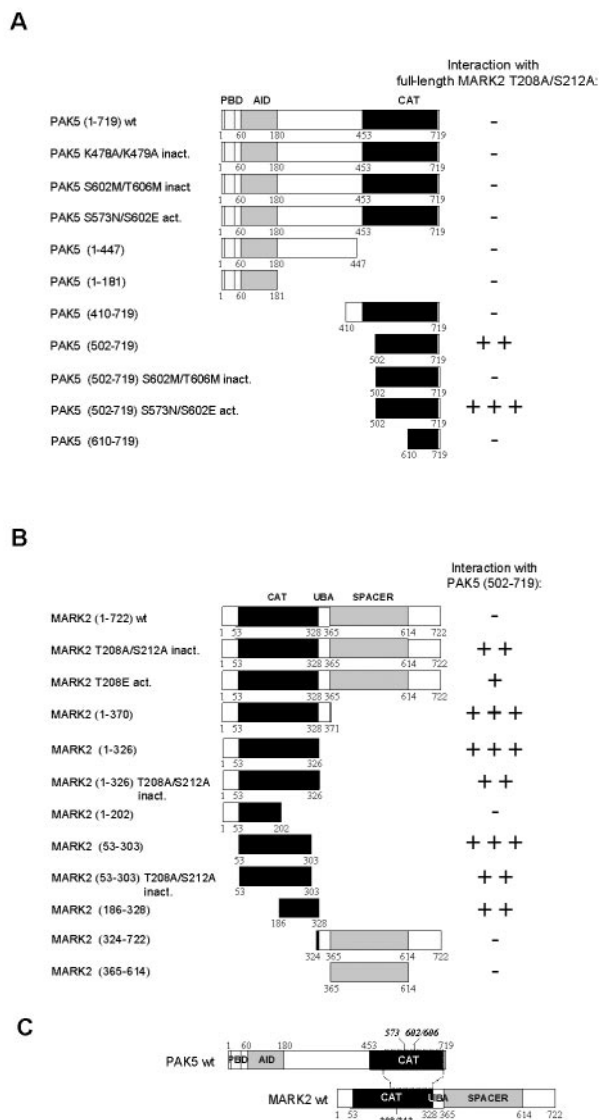 A
Interaction with
full-length MARK2 T208A/S212A:
PBD AID CAT
PAK5 (1-719) wt -
1 60 180 453 719
PAK5 K478A/K479A inact. -
1 60 180 453 719
PAK5 S602M/T606M inact -
1 60 180 453 719
PAK5 S573N/S602E act. -
1 60 180 453 719
PAK5 (1-447) -
1 60 180 447
PAK5 (1-181) -
1 60 181
PAK5 (410-719) -
410 719
PAK5 (502-719) + +
502 719
PAK5 (502-719) S602M/T606M inact. -
502 719
PAK5 (502-719) S573N/S602E act. + + +
502 719
PAK5 (610-719) -
610 719
B
Interaction with
PAK5 (502-719):
CAT UBA SPACER
MARK2 (1-722) wt -
1 53 328 365 614 722
MARK2 T208A/S212A inact. + +
1 53 328 365 614 722
MARK2 T208E act. +
1 53 328 365 614 722
MARK2 (1-370) + + +
1 53 328 371
MARK2 (1-326) + + +
1 53 326
MARK2 (1-326) T208A/S212A + +
inact.
1 53 326
MARK2 (1-202) -
1 53 202
MARK2 (53-303) + + +
53 303
MARK2 (53-303) T208A/S212A + +
inact.
53 303
MARK2 (186-328) + +
186 328
MARK2 (324-722) -
324 365 614 722
MARK2 (365-614) -
365 614
C
1 60 180 453 573 602/606 719
PAK5 wt PBD AID CAT
MARK2 wt CAT UBA SPACER
1 53 328 365 614 722